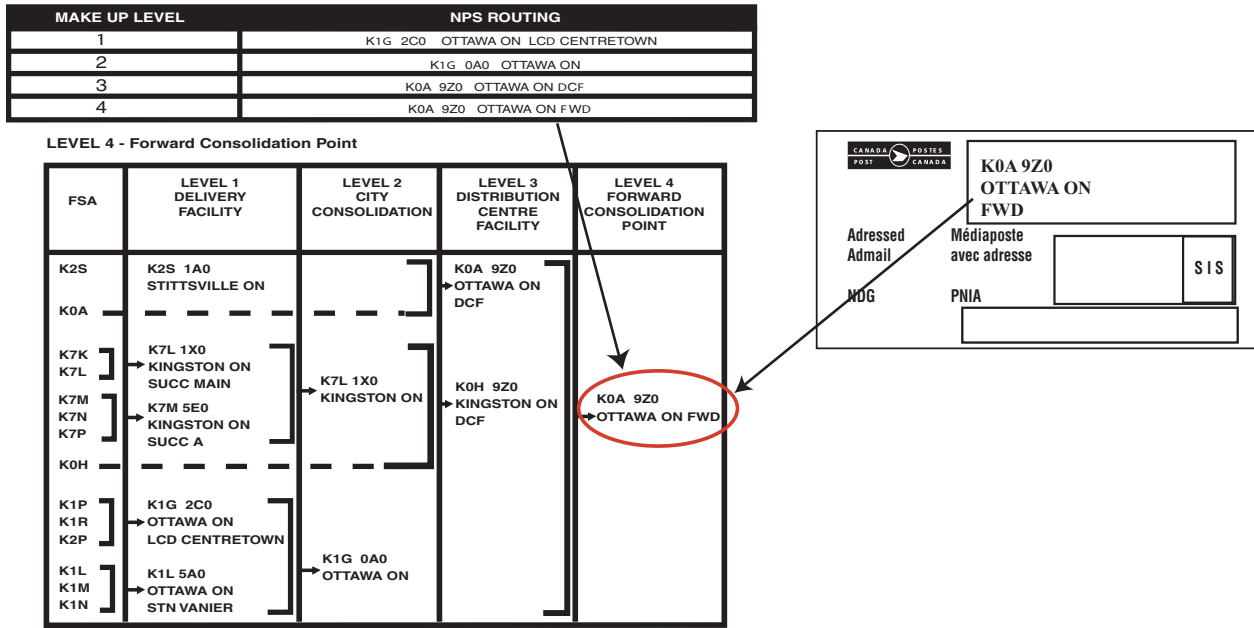 MAKE UP LEVEL NPS ROUTING
1 K1G 2C0 OTTAWA ON LCD CENTRETOWN
2 K1G 0A0 OTTAWA ON
3 K0A 9Z0 OTTAWA ON DCF
4 K0A 9Z0 OTTAWA ON FWD
LEVEL 4 - Forward Consolidation Point
FSA
LEVEL 1
DELIVERY
FACILITY
LEVEL 2
CITY
CONSOLIDATION
LEVEL 3
DISTRIBUTION
CENTRE
FACILITY
LEVEL 4
FORWARD
CONSOLIDATION
POINT
K2S
K0A
K7K
K7L
K7M
K7N
K7P
K0H
K1P
K1R
K2P
K1L
K1M
K1N
K2S 1A0
STITTSVILLE ON
K7L 1X0
KINGSTON ON
SUCC MAIN
K7M 5E0
KINGSTON ON
SUCC A
K1G 2C0
OTTAWA ON
LCD CENTRETOWN
K1L 5A0
OTTAWA ON
STN VANIER
K7L 1X0
KINGSTON ON
K1G 0A0
OTTAWA ON
K0A 9Z0
OTTAWA ON
DCF
K0H 9Z0
KINGSTON ON
DCF
K0A 9Z0
OTTAWA ON FWD
CANADA POSTES
POST CANADA
K0A 9Z0
OTTAWA ON
FWD
Adressed
Admail
Médiaposte
avec adresse
SIS
NDG
PNIA